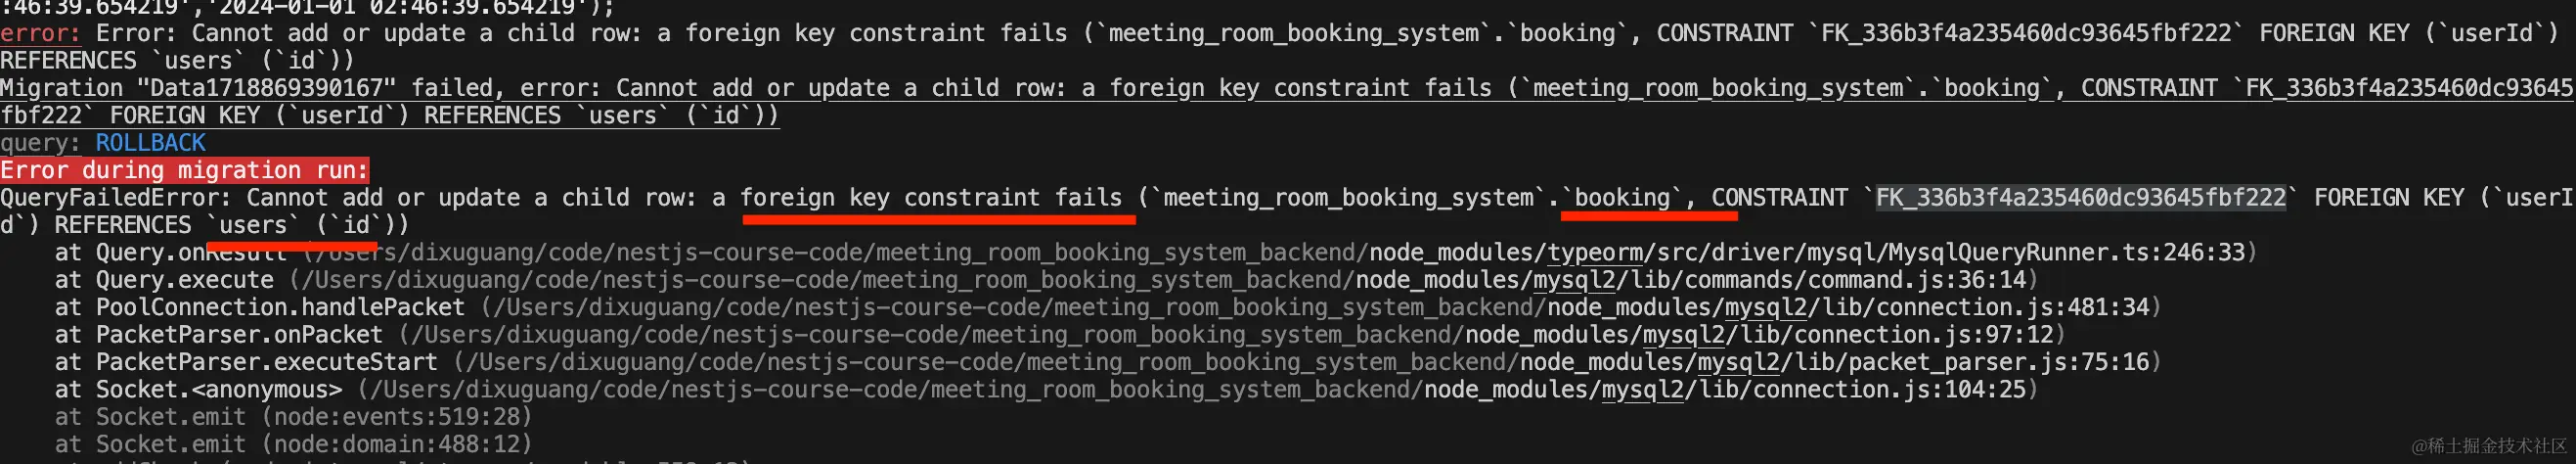 :46:39.654219','2024-01-01 02:46:39.654219');
error: Error: Cannot add or update a child row: a foreign key constraint fails (`meeting_room_booking_system`.`booking`, CONSTRAINT `FK_336b3f4a235460dc93645fbf222` FOREIGN KEY (`userId`)
REFERENCES `users` (`id`))
Migration "Data1718869390167" failed, error: Cannot add or update a child row: a foreign key constraint fails (`meeting_room_booking_system`.`booking`, CONSTRAINT `FK_336b3f4a235460dc93645
fbf222` FOREIGN KEY (`userId`) REFERENCES `users` (`id`))
query: ROLLBACK
Error during migration run:
QueryFailedError: Cannot add or update a child row: a foreign key constraint fails (`meeting_room_booking_system`.`booking`, CONSTRAINT `FK_336b3f4a235460dc93645fbf222` FOREIGN KEY (`userI
d`) REFERENCES `users` (`id`))
at Query.onResult (/Users/dixuguang/code/nestjs-course-code/meeting_room_booking_system_backend/node_modules/typeorm/src/driver/mysql/MysqlQueryRunner.ts:246:33)
at Query.execute (/Users/dixuguang/code/nestjs-course-code/meeting_room_booking_system_backend/node_modules/mysql2/lib/commands/command.js:36:14)
at PoolConnection.handlePacket (/Users/dixuguang/code/nestjs-course-code/meeting_room_booking_system_backend/node_modules/mysql2/lib/connection.js:481:34)
at PacketParser.onPacket (/Users/dixuguang/code/nestjs-course-code/meeting_room_booking_system_backend/node_modules/mysql2/lib/connection.js:97:12)
at PacketParser.executeStart (/Users/dixuguang/code/nestjs-course-code/meeting_room_booking_system_backend/node_modules/mysql2/lib/packet_parser.js:75:16)
at Socket.<anonymous> (/Users/dixuguang/code/nestjs-course-code/meeting_room_booking_system_backend/node_modules/mysql2/lib/connection.js:104:25)
at Socket.emit (node:events:519:28)
at Socket.emit (node:domain:488:12)
@稀土掘金技术社区